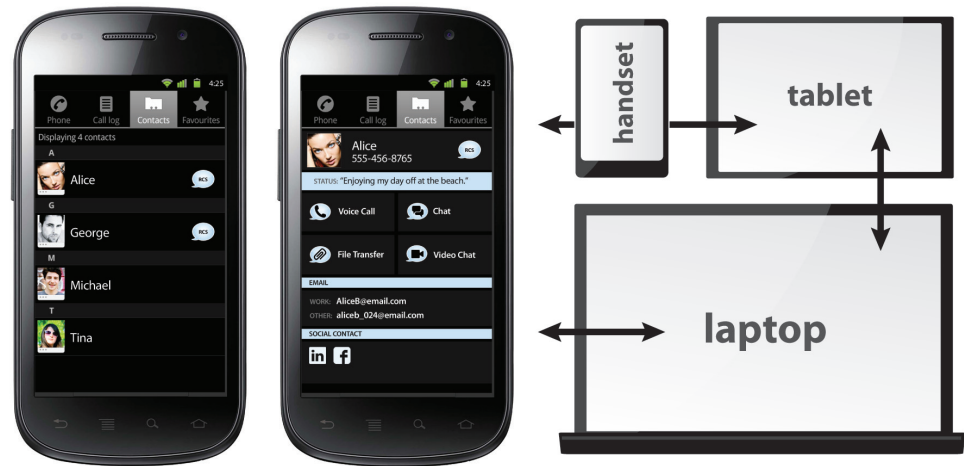 4:25
Phone Call log Contacts Favourites
Displaying 4 contacts
A
Alice RCS
G
George RCS
M
Michael
T
Tina
4:25
Phone Call log Contacts Favourites
Alice
555-456-8765
RCS
STATUS: "Enjoying my day off at the beach."
Voice Call Chat
File Transfer Video Chat
EMAIL
WORK: AliceB@email.com
OTHER: aliceb_024@email.com
SOCIAL CONTACT
in f
handset
tablet
laptop